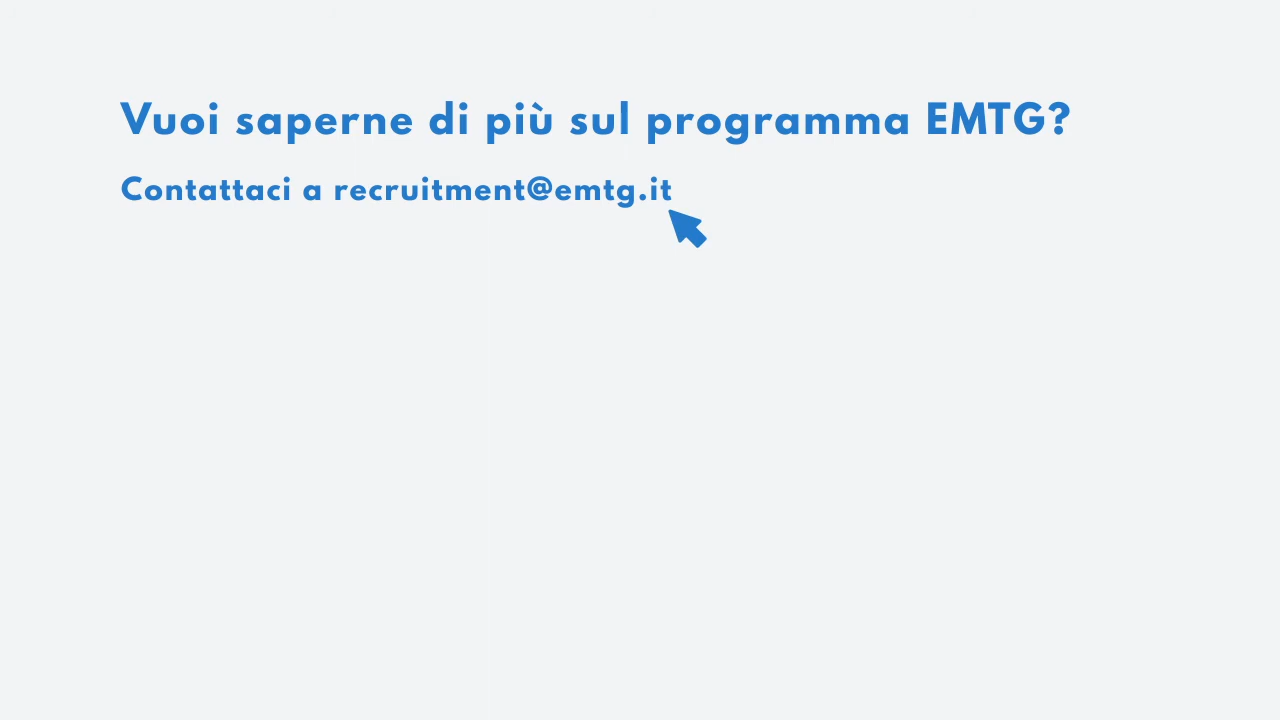 Vuoi saperne di più sul programma EMTG?
Contattaci a recruitment@emtg.it